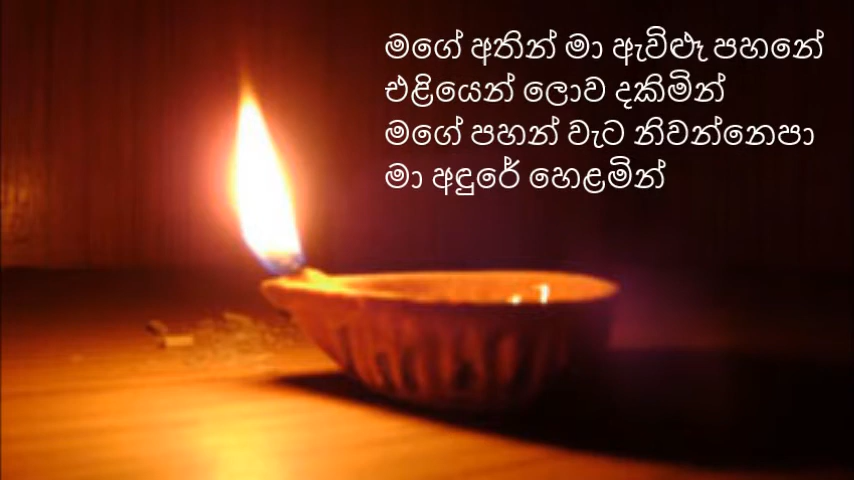 මගේ අතින් මා ඇවිළූ පහනේ
එළියෙන් ලොව දකිමින්
මගේ පහන් වැට නිවන්නෙපා
මා අඳුරේ හෙළමින්